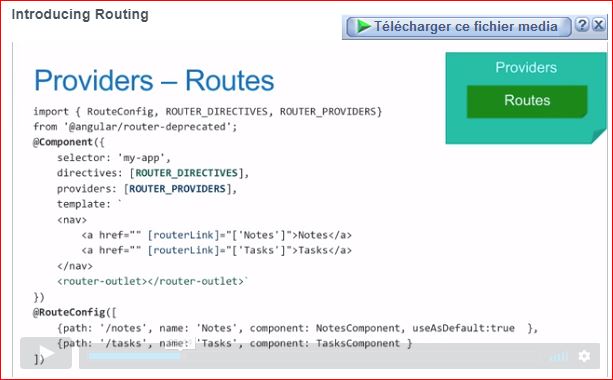 Introducing Routing
Télécharger ce fichier media ? X
Providers – Routes
Providers
Routes
import { RouteConfig, ROUTER_DIRECTIVES, ROUTER_PROVIDERS}
from '@angular/router-deprecated';
@Component({
selector: 'my-app',
directives: [ROUTER_DIRECTIVES],
providers: [ROUTER_PROVIDERS],
template: `
<nav>
<a href="" [routerLink]="['Notes']">Notes</a>
<a href="" [routerLink]="['Tasks']">Tasks</a>
</nav>
<router-outlet></router-outlet>`
})
@RouteConfig([
{path: '/notes', name: 'Notes', component: NotesComponent, useAsDefault:true },
{path: '/tasks', name: 'Tasks', component: TasksComponent }
])